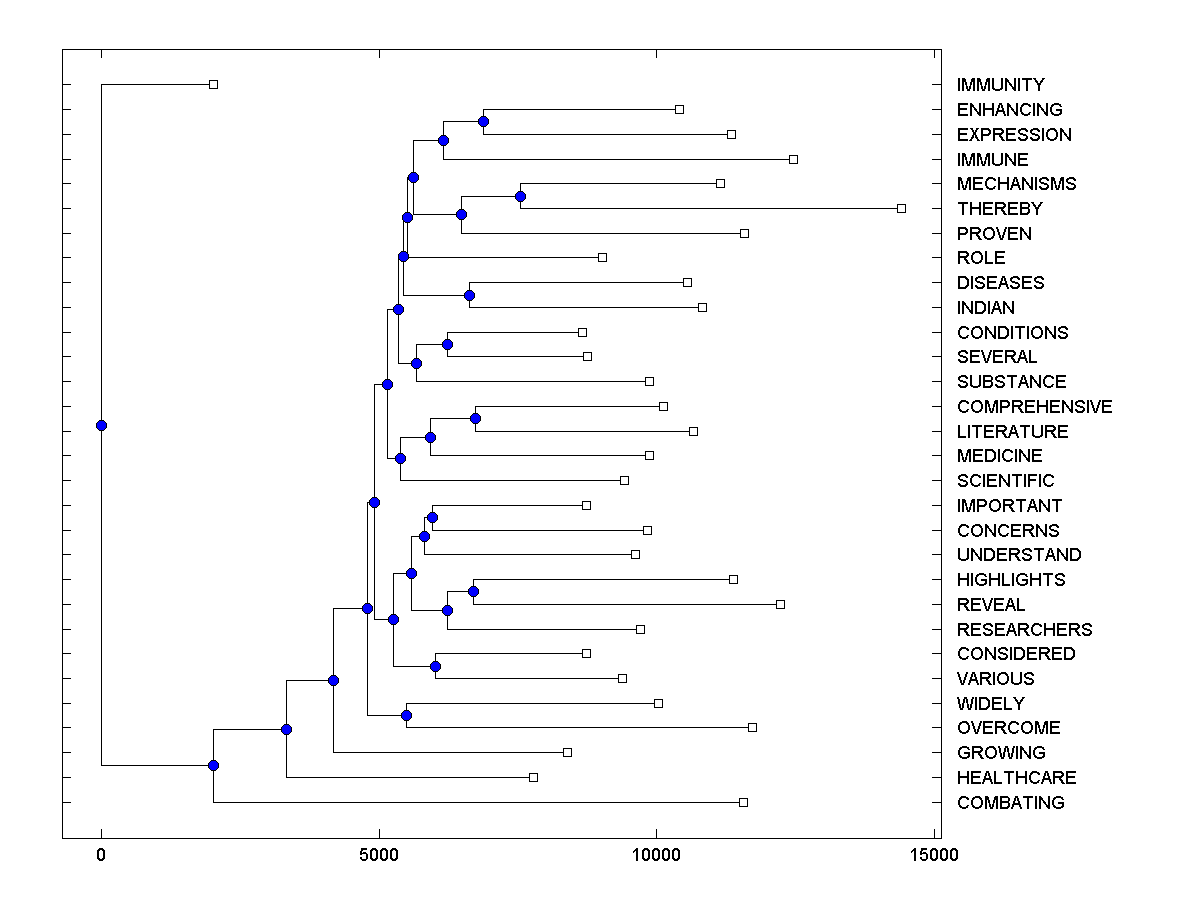 IMMUNITY
ENHANCING
EXPRESSION
IMMUNE
MECHANISMS
THEREBY
PROVEN
ROLE
DISEASES
INDIAN
CONDITIONS
SEVERAL
SUBSTANCE
COMPREHENSIVE
LITERATURE
MEDICINE
SCIENTIFIC
IMPORTANT
CONCERNS
UNDERSTAND
HIGHLIGHTS
REVEAL
RESEARCHERS
CONSIDERED
VARIOUS
WIDELY
OVERCOME
GROWING
HEALTHCARE
COMBATING
0 5000 10000 15000